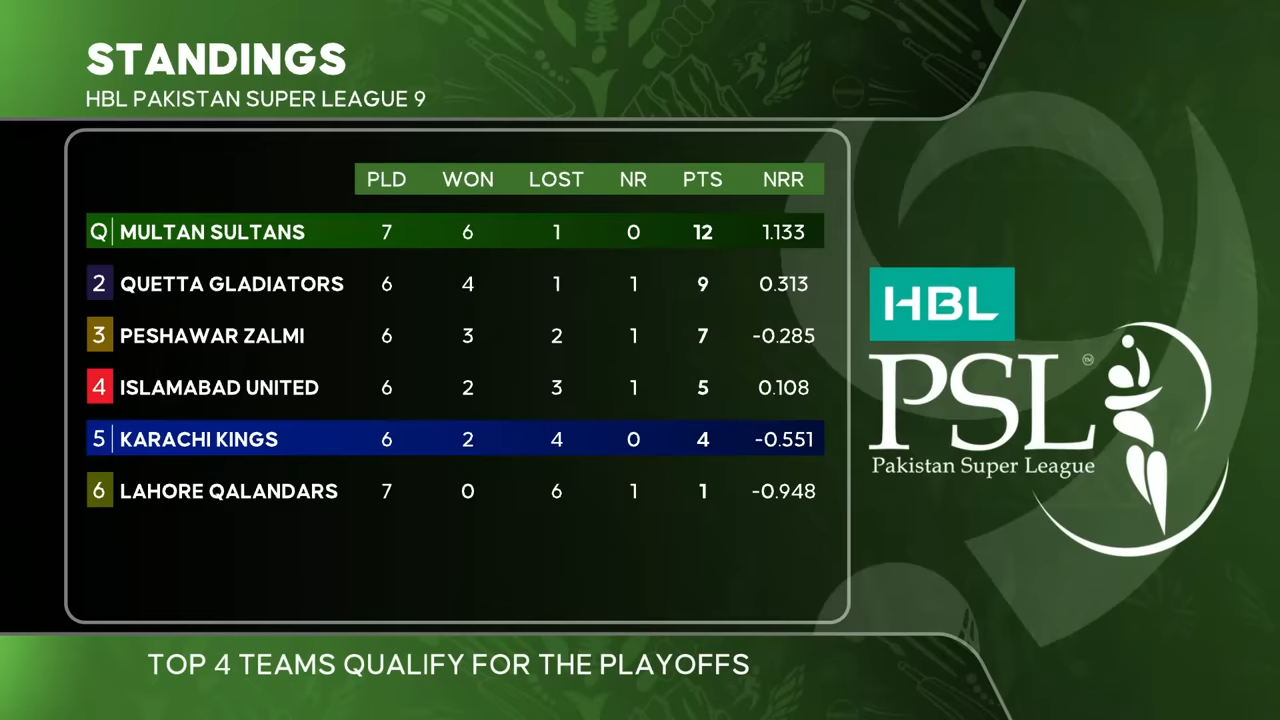 STANDINGS
HBL PAKISTAN SUPER LEAGUE 9
PLD WON LOST NR PTS NRR
Q MULTAN SULTANS 7 6 1 0 12 1.133
2 QUETTA GLADIATORS 6 4 1 1 9 0.313
3 PESHAWAR ZALMI 6 3 2 1 7 -0.285
4 ISLAMABAD UNITED 6 2 3 1 5 0.108
5 KARACHI KINGS 6 2 4 0 4 -0.551
6 LAHORE QALANDARS 7 0 6 1 1 -0.948
HBL
PSL™
Pakistan Super League
TOP 4 TEAMS QUALIFY FOR THE PLAYOFFS